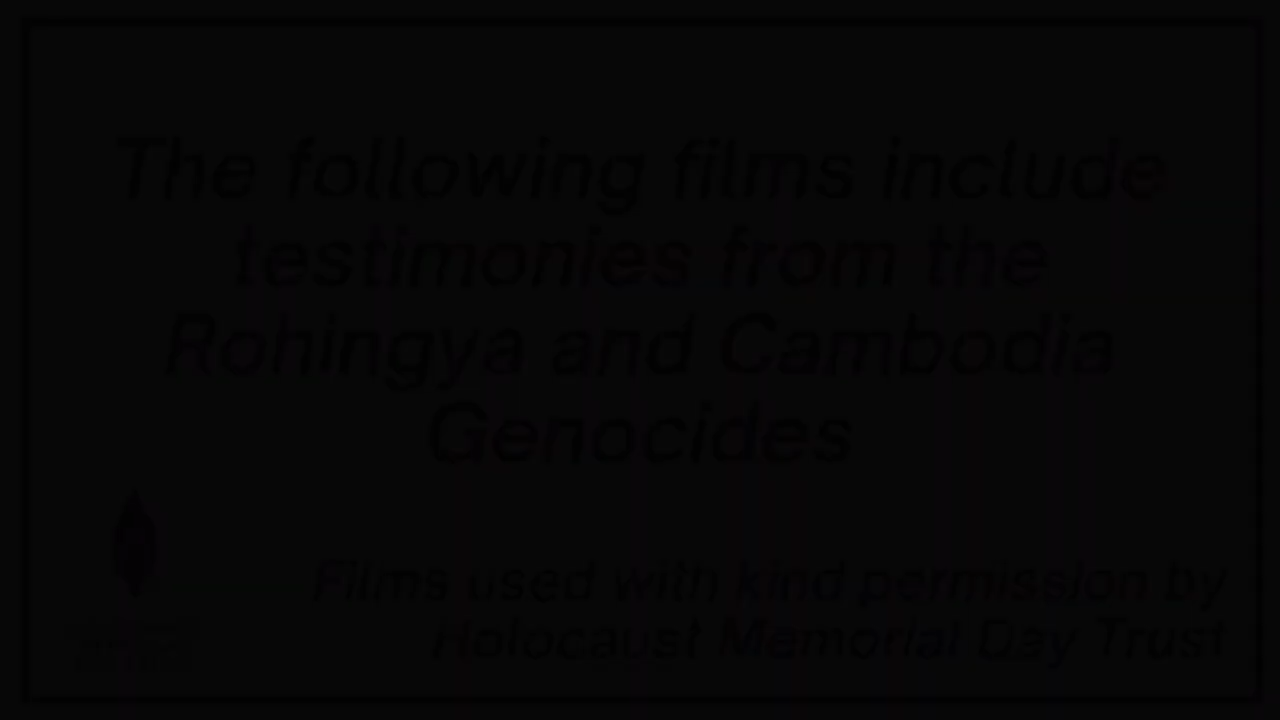 The following films include
testimonies from the
Rohingya and Cambodia
Genocides
Films used with kind permission by
Holocaust Memorial Day Trust